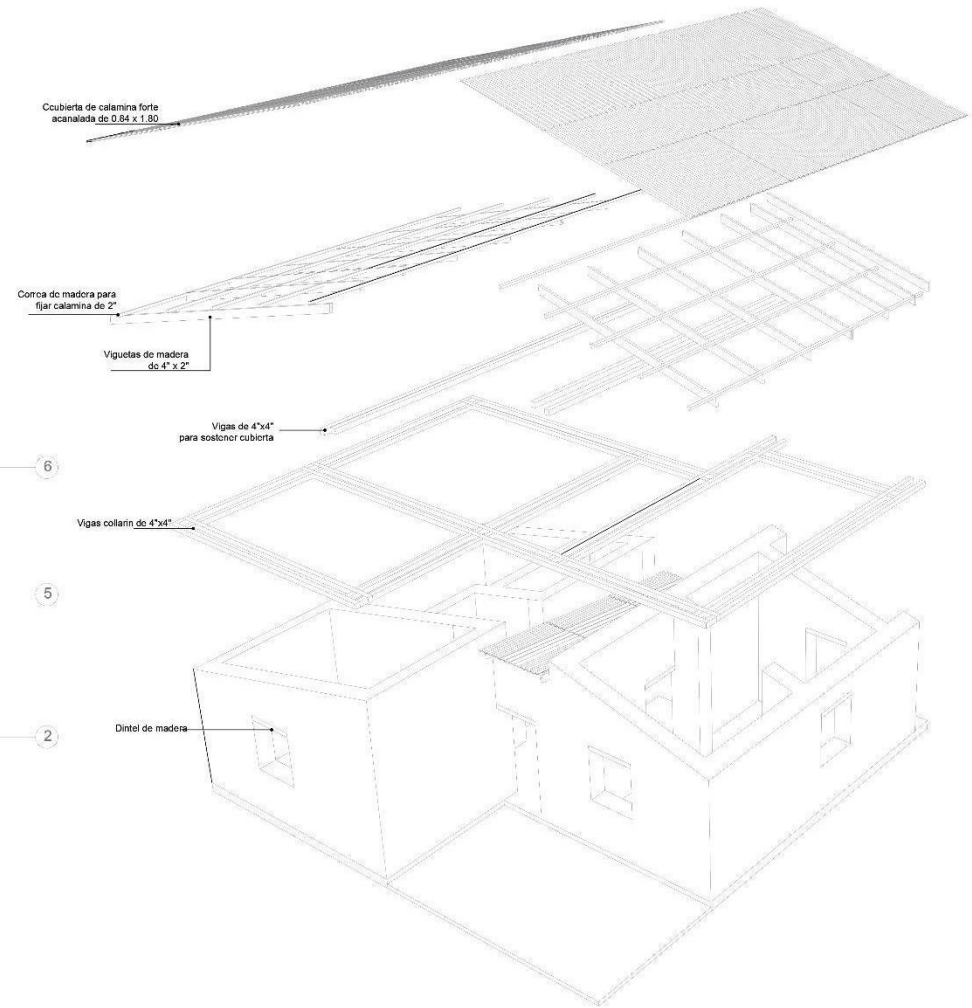 Ccubierta de calamina forte
acanalada de 0.84 x 1.80
Correa de madera para
fijar calamina de 2"
Viguetas de madera
de 4" x 2"
Vigas de 4"x4"
para sostener cubierta
6
Vigas collarin de 4"x4"
5
Dintel de madera
2